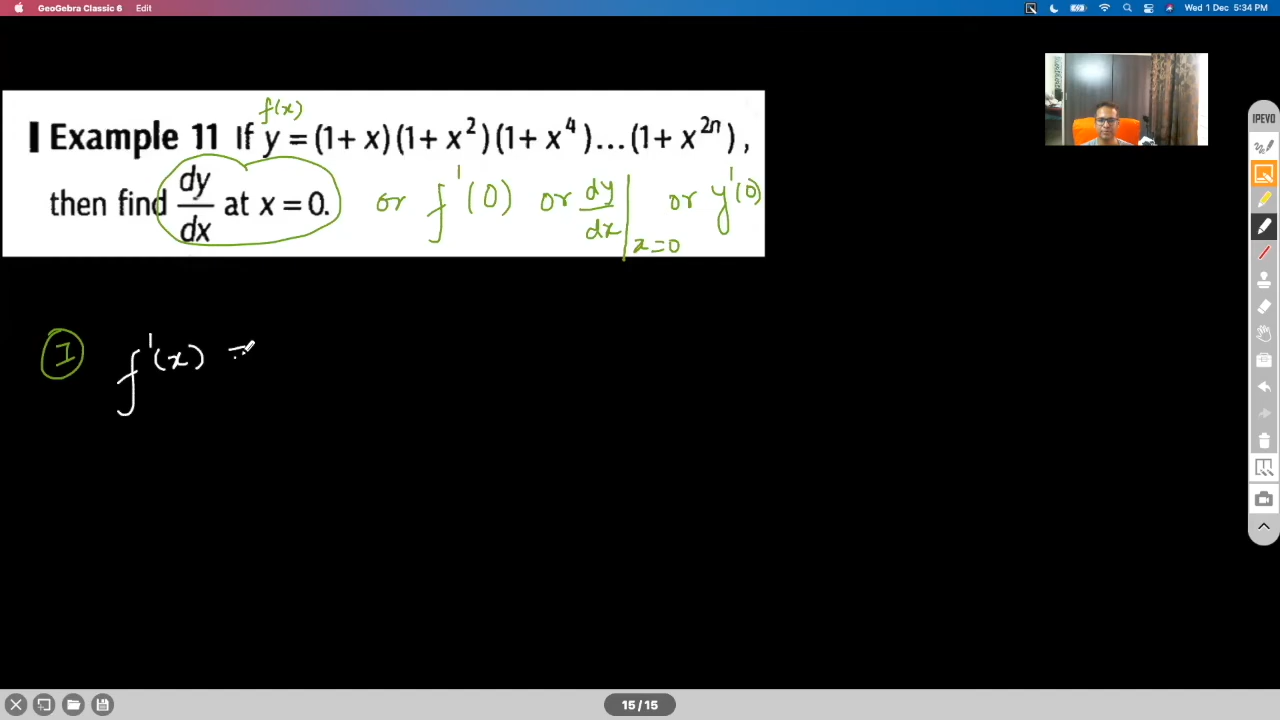 GeoGebra Classic 6 Edit Wed 1 Dec 5:34 PM
f(x)
Example 11 If y = (1 + x)(1 + x²)(1 + x⁴)...(1 + x²ⁿ),
then find dy/dx at x = 0. or f'(0) or dy/dx|x=0 or y'(0)
I f'(x) =
IPEVO
15 / 15